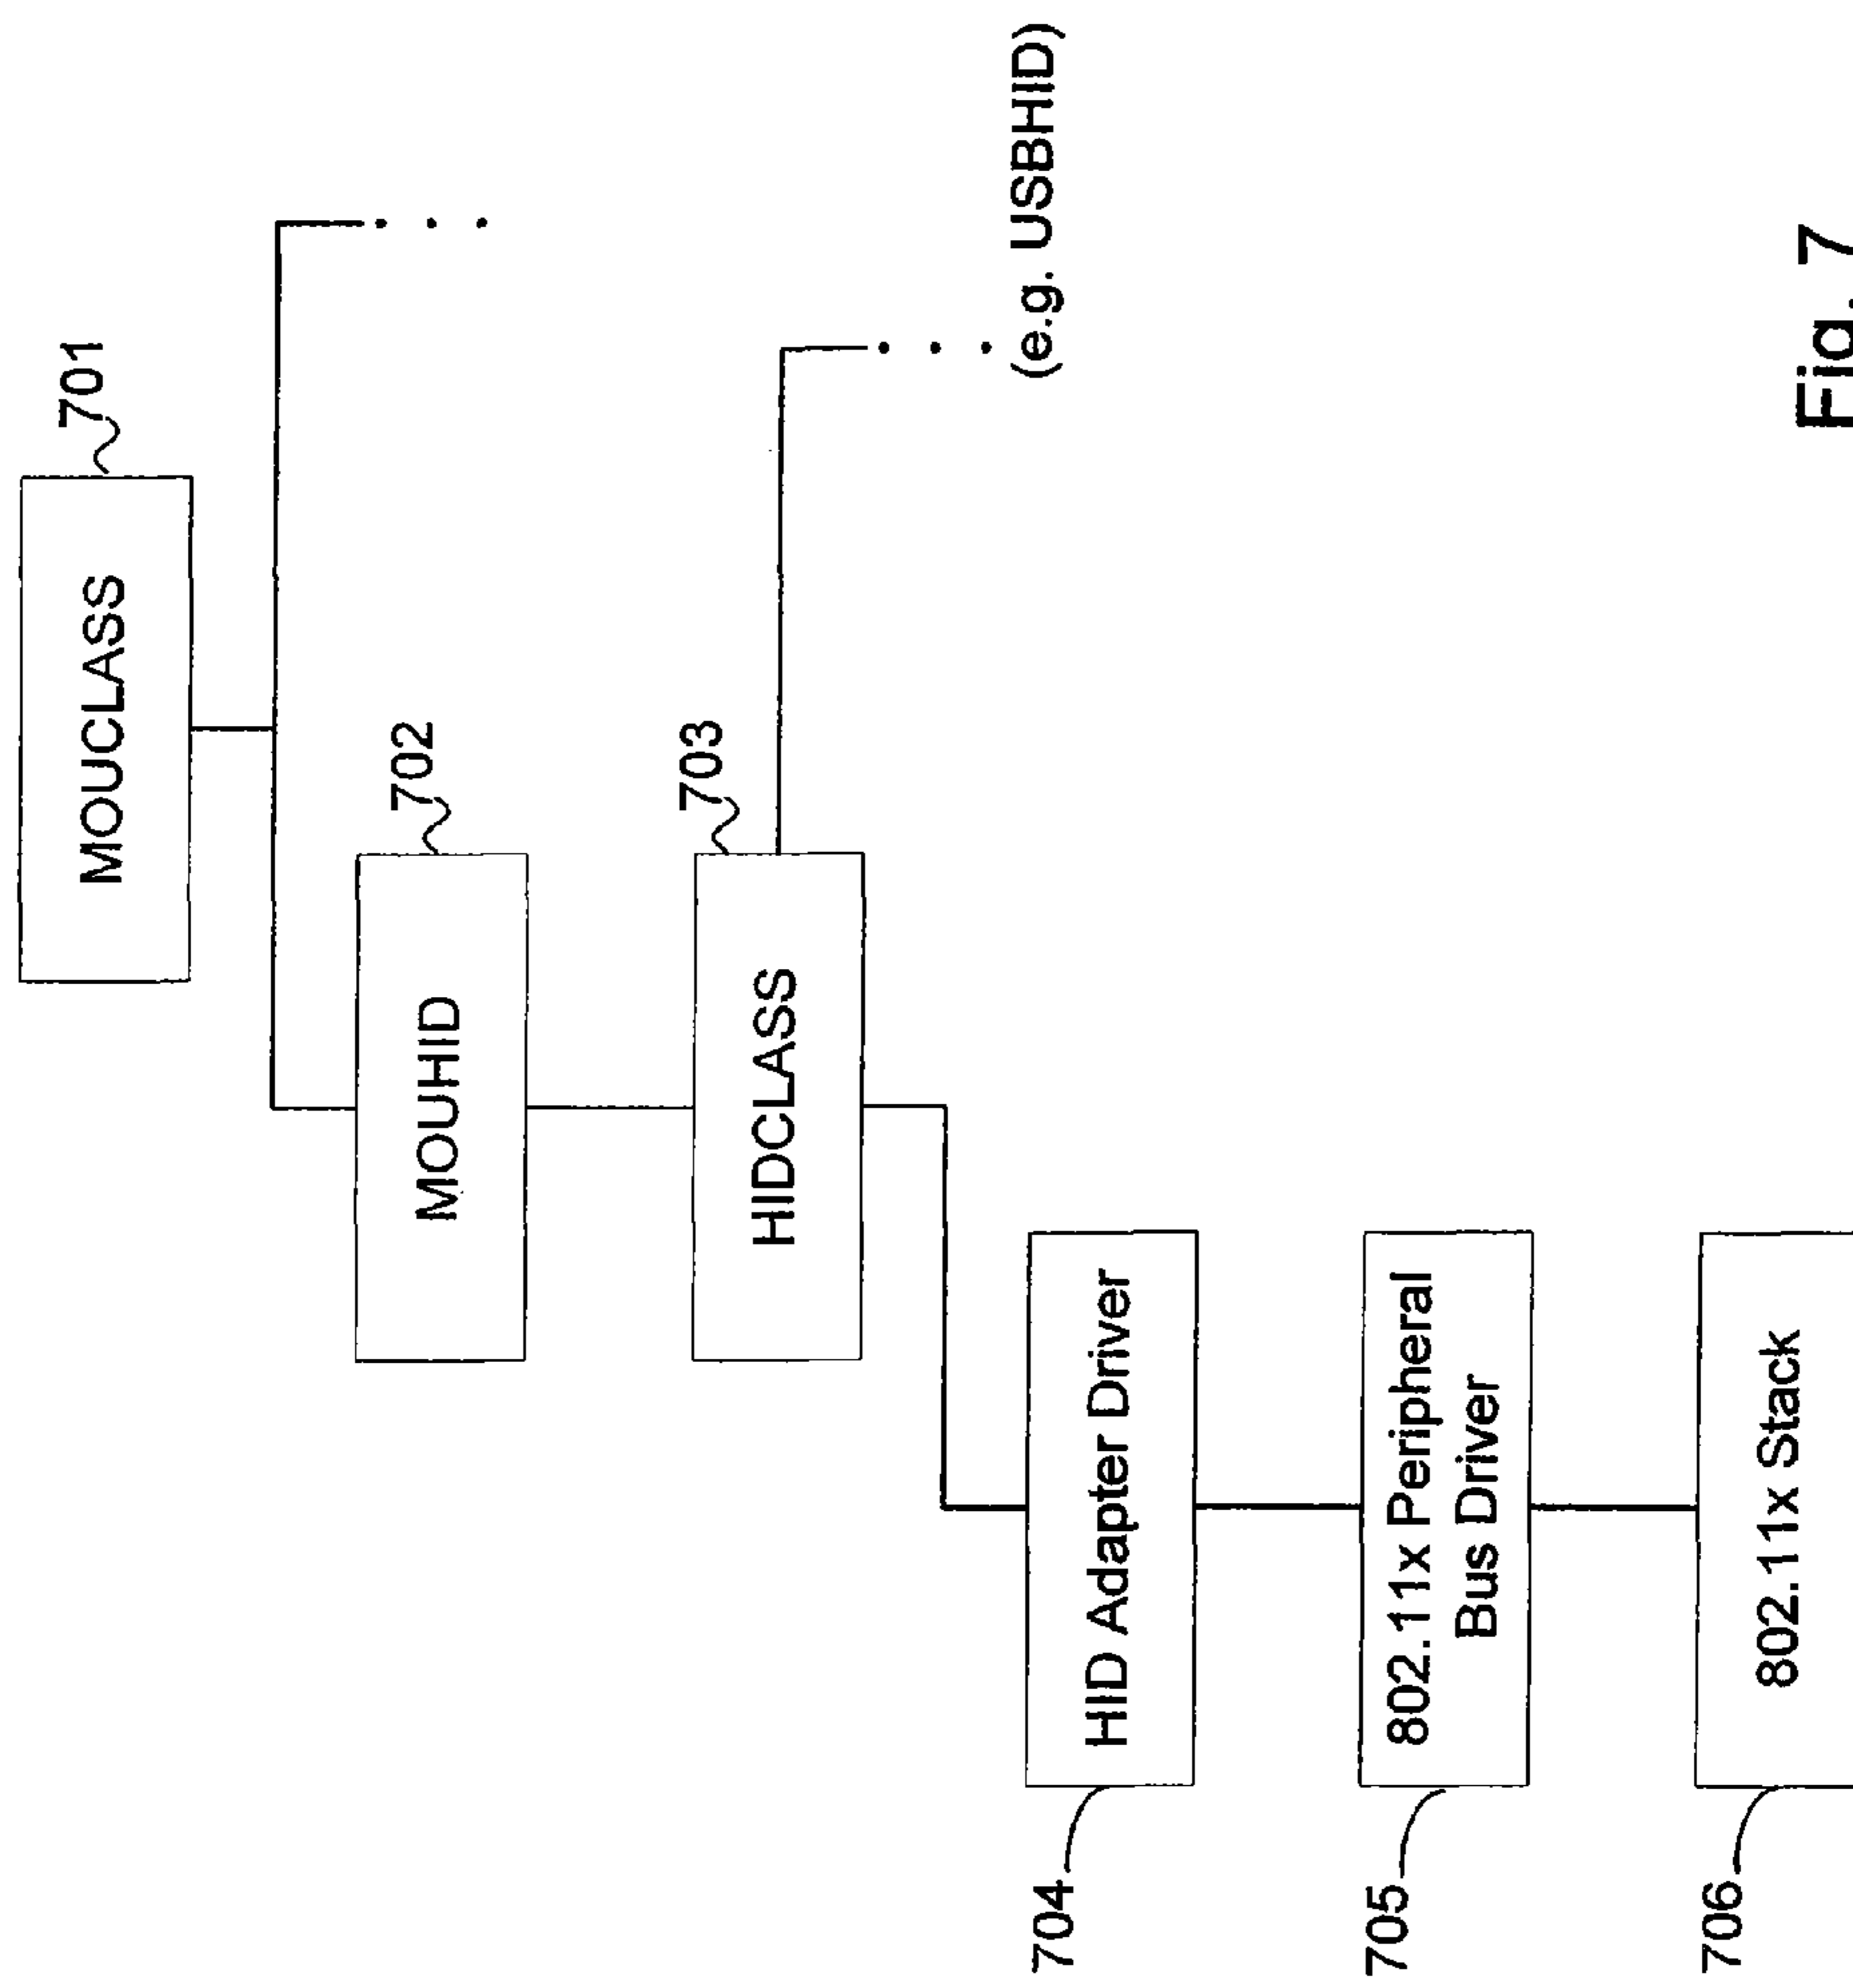 MOUCLASS
701
MOUHID
702
HIDCLASS
703
(e.g. USBHID)
HID Adapter Driver
704
802.11x Peripheral
Bus Driver
705
802.11x Stack
706
Fig. 7